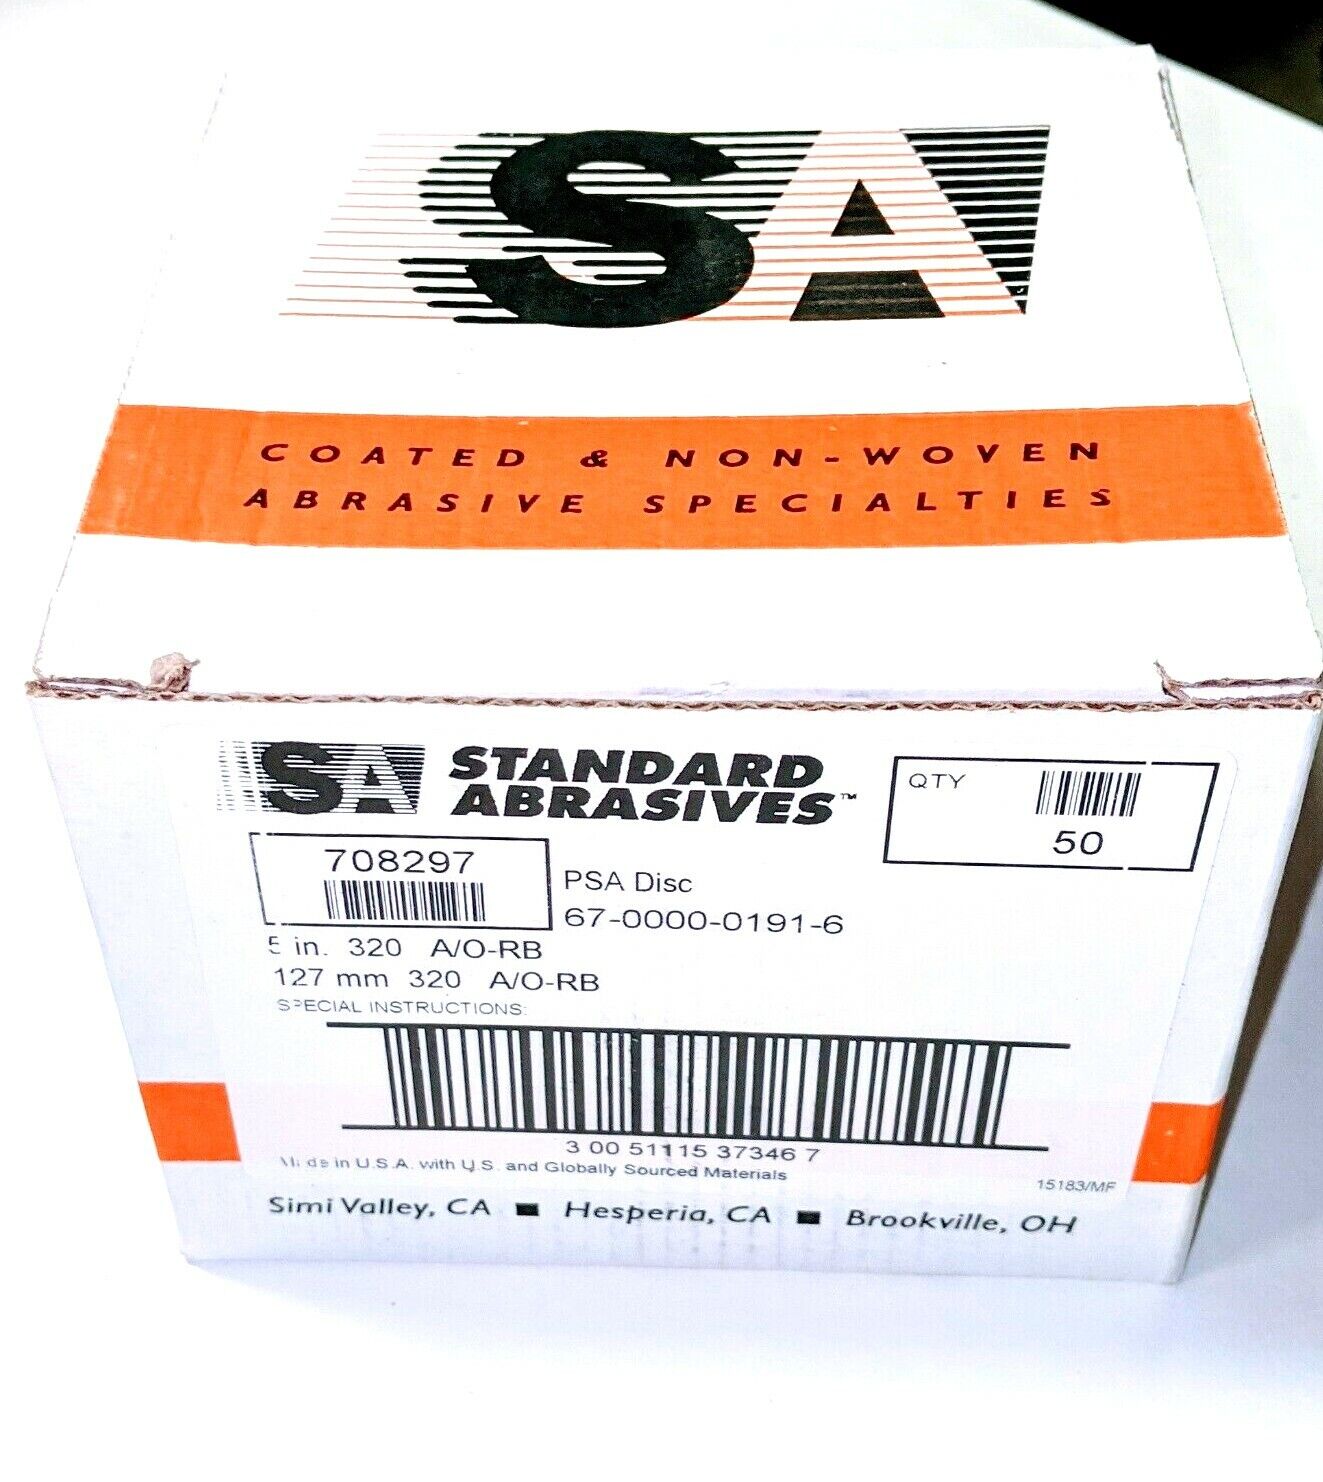 SA
COATED & NON-WOVEN
ABRASIVE SPECIALTIES
SA STANDARD
ABRASIVES™
QTY
50
708297
PSA Disc
67-0000-0191-6
5 in. 320 A/O-RB
127 mm 320 A/O-RB
SPECIAL INSTRUCTIONS:
3 00 51115 37346 7
Made in U.S.A. with U.S. and Globally Sourced Materials
15183/MF
Simi Valley, CA ■ Hesperia, CA ■ Brookville, OH